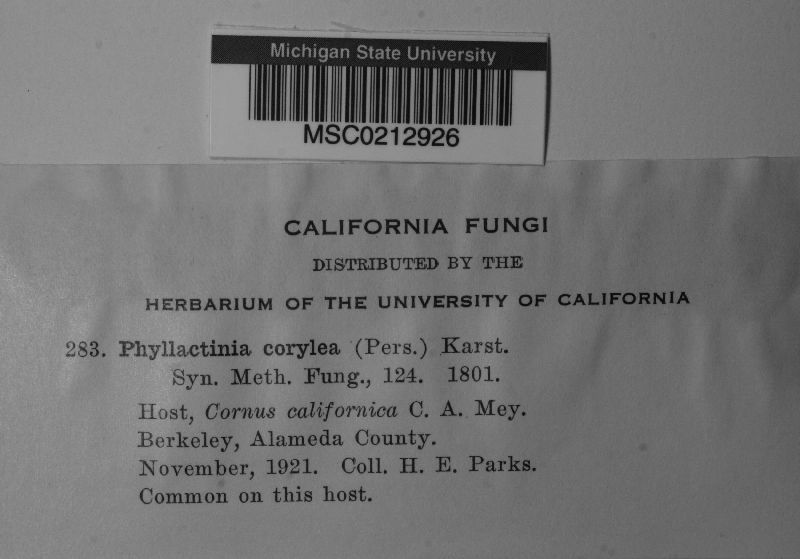 Michigan State University
MSC0212926
CALIFORNIA FUNGI
DISTRIBUTED BY THE
HERBARIUM OF THE UNIVERSITY OF CALIFORNIA
283. Phyllactinia corylea (Pers.) Karst.
Syn. Meth. Fung., 124. 1801.
Host, Cornus californica C. A. Mey.
Berkeley, Alameda County.
November, 1921. Coll. H. E. Parks.
Common on this host.